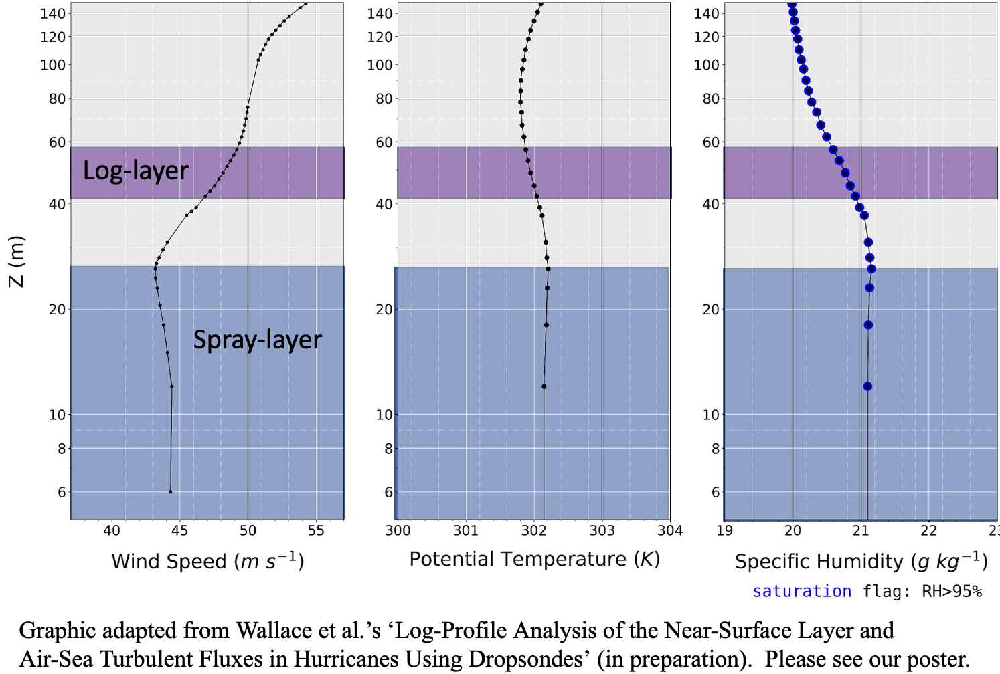 140
120
100
80
60
40
20
10
8
6
Z (m)
40 45 50 55
Wind Speed (m s⁻¹)
Log-layer
Spray-layer
140
120
100
80
60
40
20
10
8
6
300 301 302 303 304
Potential Temperature (K)
140
120
100
80
60
40
20
10
8
6
19 20 21 22 23
Specific Humidity (g kg⁻¹)
saturation flag: RH>95%
Graphic adapted from Wallace et al.’s ‘Log-Profile Analysis of the Near-Surface Layer and
Air-Sea Turbulent Fluxes in Hurricanes Using Dropsondes’ (in preparation).  Please see our poster.